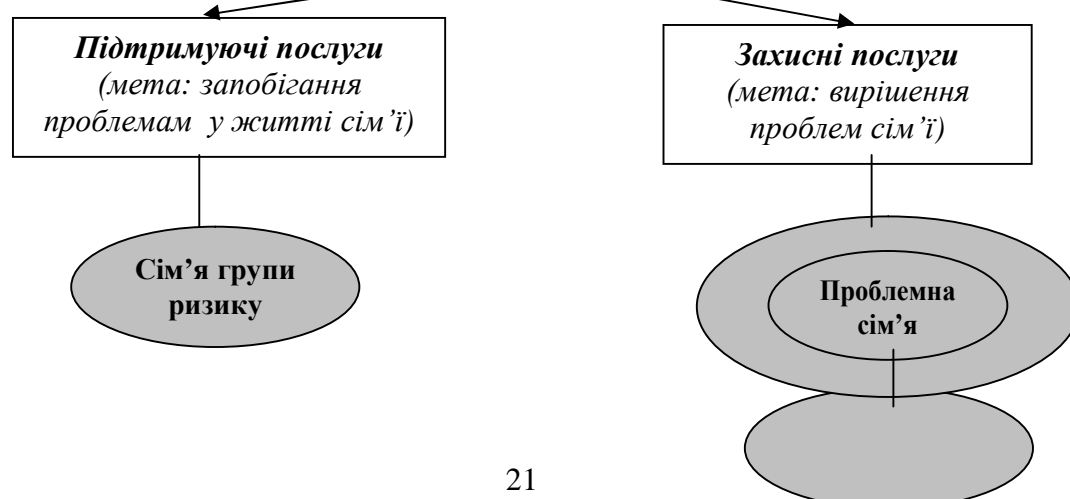 Підтримуючі послуги
(мета: запобігання
проблемам у житті сім’ї)
Захисні послуги
(мета: вирішення
проблем сім’ї)
Сім’я групи
ризику
Проблемна
сім’я
21